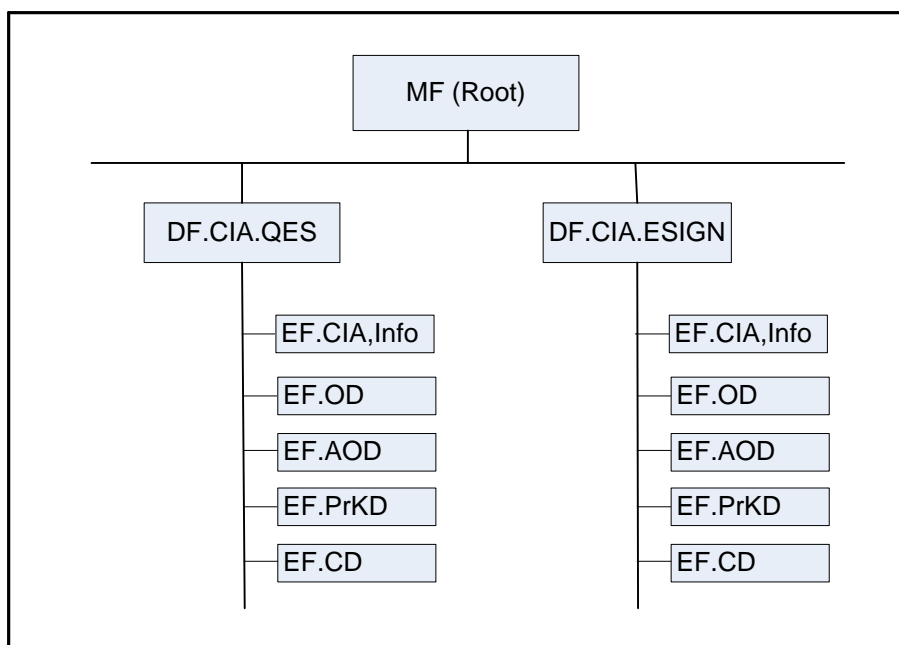 MF (Root)
DF.CIA.QES
DF.CIA.ESIGN
EF.CIA,Info
EF.OD
EF.AOD
EF.PrKD
EF.CD
EF.CIA,Info
EF.OD
EF.AOD
EF.PrKD
EF.CD